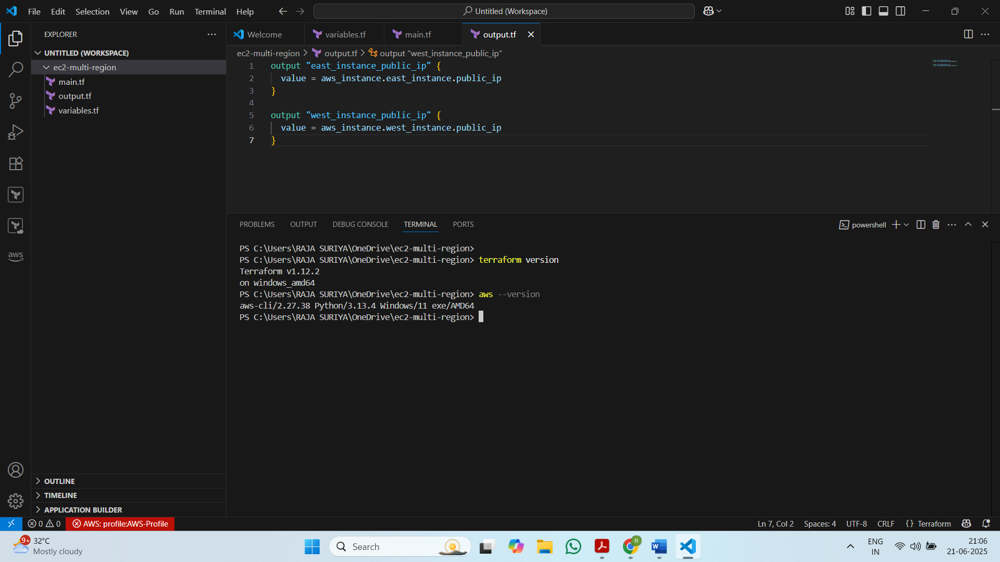 File Edit Selection View Go Run Terminal Help
Untitled (Workspace)
EXPLORER
UNTITLED (WORKSPACE)
ec2-multi-region
main.tf
output.tf
variables.tf
OUTLINE
TIMELINE
APPLICATION BUILDER
aws
Welcome
variables.tf
main.tf
output.tf
ec2-multi-region > output.tf > output "west_instance_public_ip"
1 output "east_instance_public_ip" {
2 value = aws_instance.east_instance.public_ip
3 }
4
5 output "west_instance_public_ip" {
6 value = aws_instance.west_instance.public_ip
7 }
PROBLEMS OUTPUT DEBUG CONSOLE TERMINAL PORTS
powershell
PS C:\Users\RAJA SURIYA\OneDrive\ec2-multi-region>
PS C:\Users\RAJA SURIYA\OneDrive\ec2-multi-region> terraform version
Terraform v1.12.2
on windows_amd64
PS C:\Users\RAJA SURIYA\OneDrive\ec2-multi-region> aws --version
aws-cli/2.27.38 Python/3.13.4 Windows/11 exe/AMD64
PS C:\Users\RAJA SURIYA\OneDrive\ec2-multi-region>
0 0 AWS: profile:AWS-Profile
Ln 7, Col 2 Spaces: 4 UTF-8 CRLF {} Terraform
9+
32°C
Mostly cloudy
Search
R
W
ENG
IN
21:06
21-06-2025